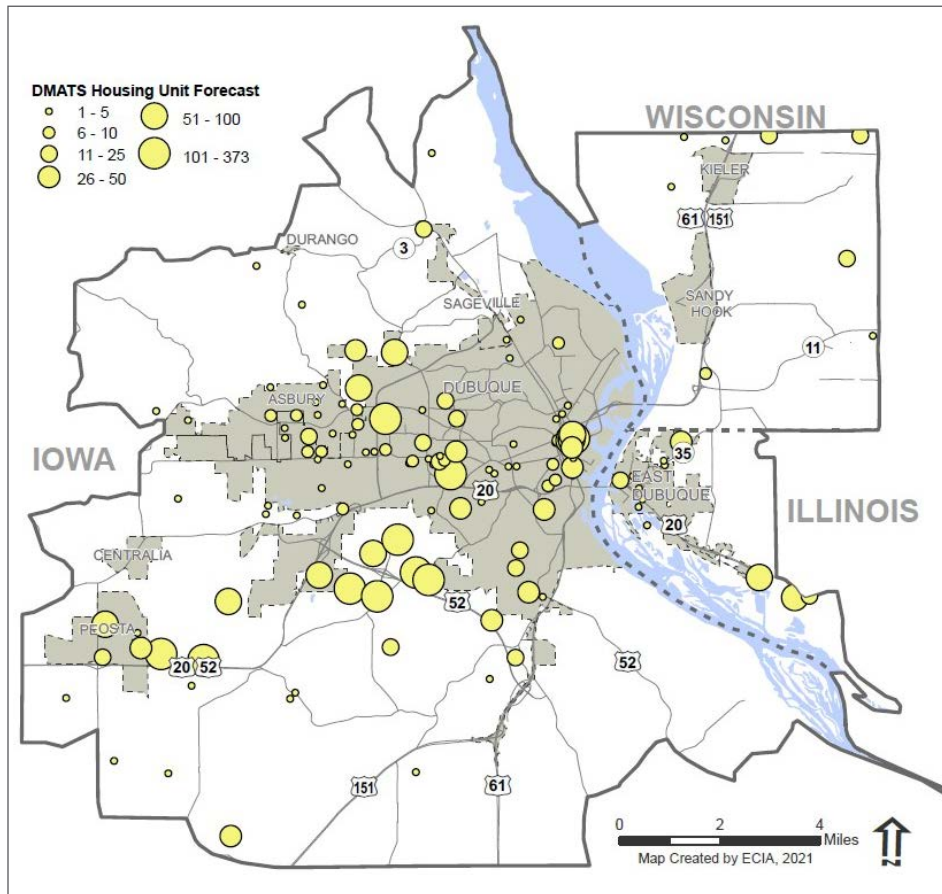 DMATS Housing Unit Forecast
1 - 5
6 - 10
11 - 25
26 - 50
51 - 100
101 - 373
WISCONSIN
KIELER
61 151
DURANGO
3
SAGEVILLE
SANDY
HOOK
11
DUBUQUE
ASBURY
IOWA
35
EAST
DUBUQUE
20
20
ILLINOIS
CENTRALIA
52
PEOSTA
20 52
52
151
61
0 2 4
Miles
Map Created by ECIA, 2021
N